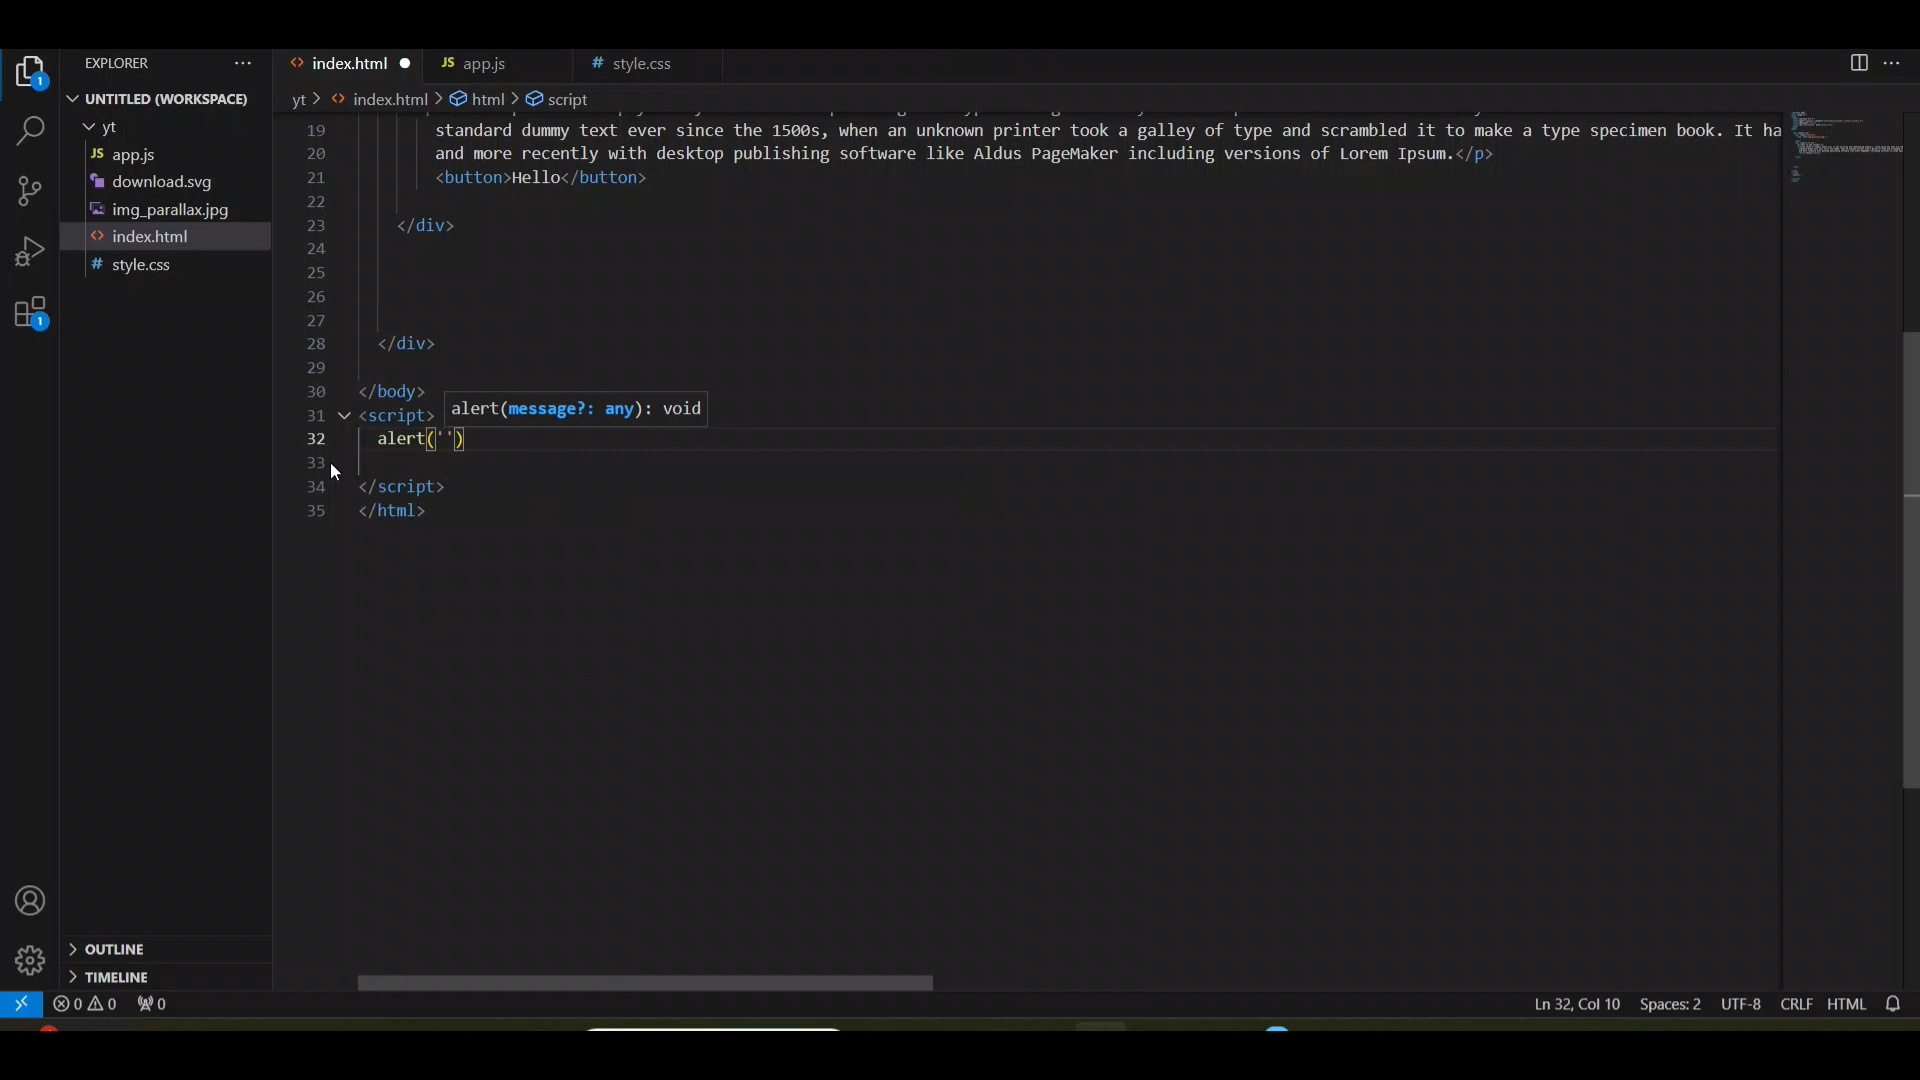 EXPLORER
index.html
JS app.js
# style.css
UNTITLED (WORKSPACE)
yt > index.html > html > script
yt
JS app.js
download.svg
img_parallax.jpg
index.html
# style.css
19 standard dummy text ever since the 1500s, when an unknown printer took a galley of type and scrambled it to make a type specimen book. It ha
20 and more recently with desktop publishing software like Aldus PageMaker including versions of Lorem Ipsum.</p>
21 <button>Hello</button>
22
23 </div>
24
25
26
27
28 </div>
29
30 </body>
alert(message?: any): void
31 <script>
32 alert('')
33
34 </script>
35 </html>
1
1
OUTLINE
TIMELINE
0 0 0
Ln 32, Col 10 Spaces: 2 UTF-8 CRLF HTML